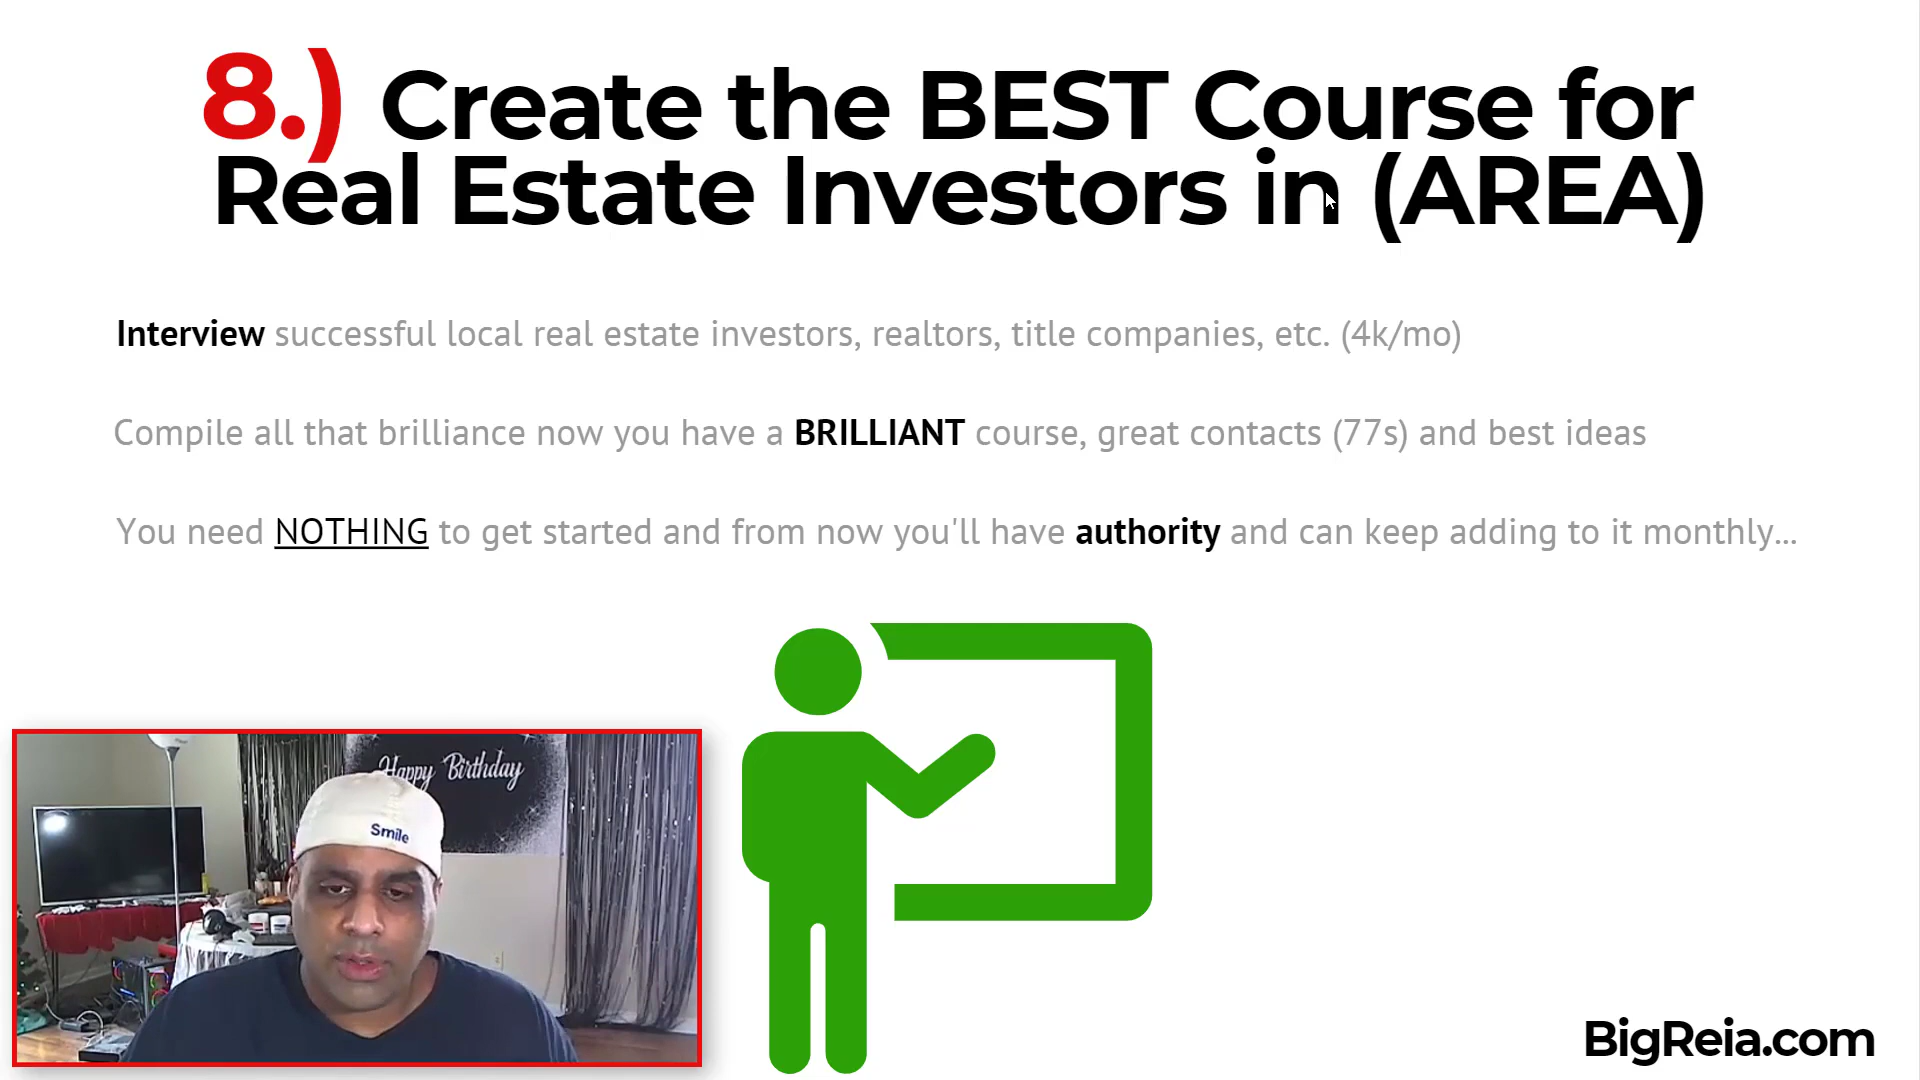 8.) Create the BEST Course for
Real Estate Investors in (AREA)
Interview successful local real estate investors, realtors, title companies, etc. (4k/mo)
Compile all that brilliance now you have a BRILLIANT course, great contacts (77s) and best ideas
You need NOTHING to get started and from now you'll have authority and can keep adding to it monthly...
Happy Birthday
Smile
BigReia.com